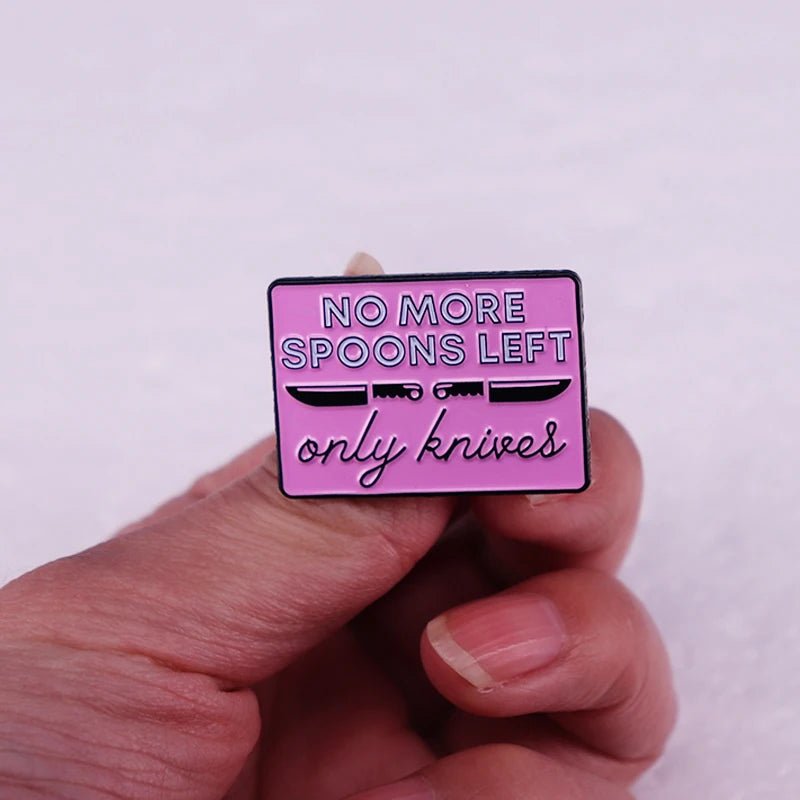 NO MORE
SPOONS LEFT
only knives